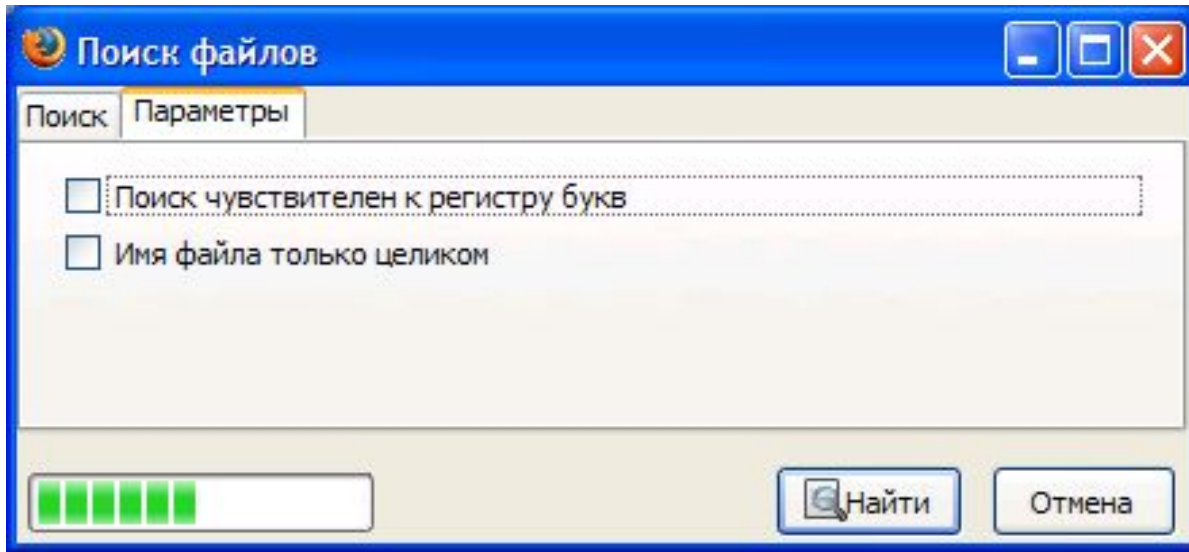 Поиск файлов
Поиск Параметры
Поиск чувствителен к регистру букв
Имя файла только целиком
Найти Отмена